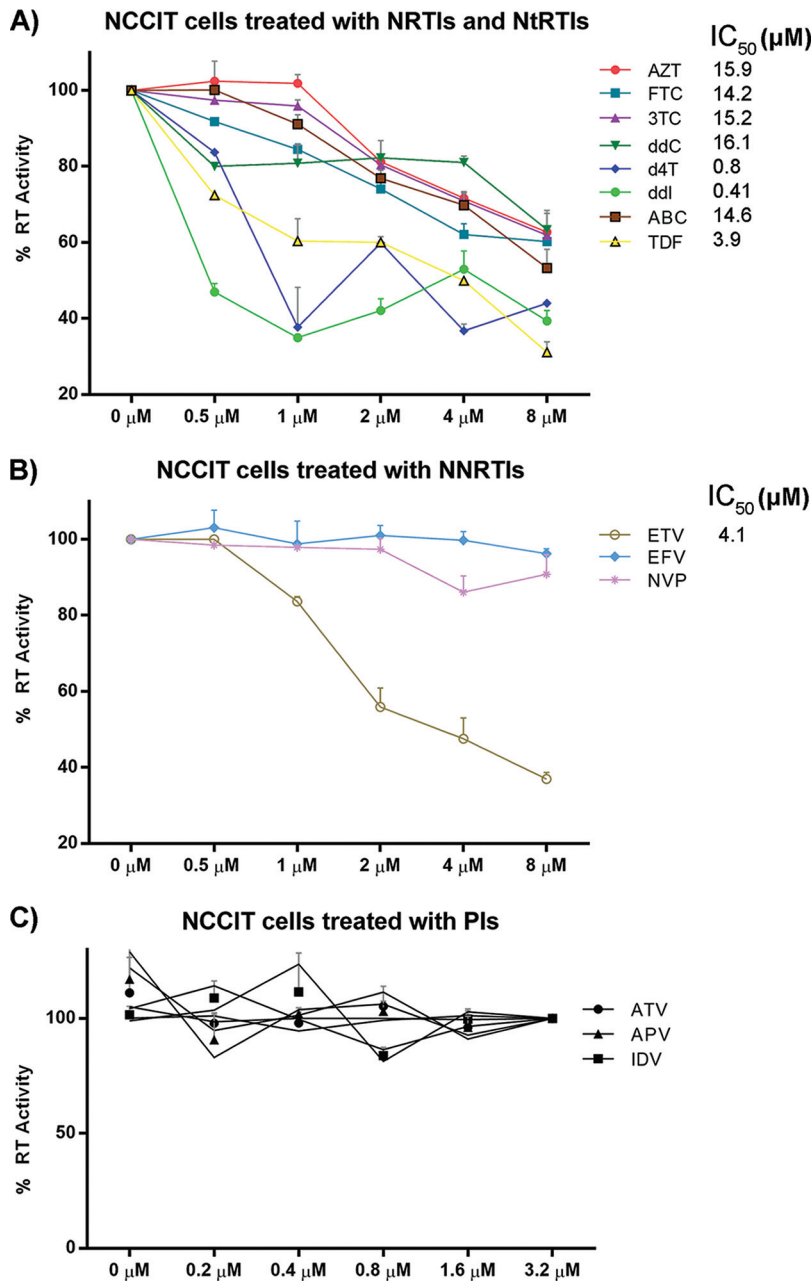 A)
NCCIT cells treated with NRTIs and NtRTIs
IC50 (µM)
% RT Activity
100
80
60
40
20
0 µM 0.5 µM 1 µM 2 µM 4 µM 8 µM
AZT 15.9
FTC 14.2
3TC 15.2
ddC 16.1
d4T 0.8
ddI 0.41
ABC 14.6
TDF 3.9
B)
NCCIT cells treated with NNRTIs
IC50 (µM)
% RT Activity
100
80
60
40
20
0 µM 0.5 µM 1 µM 2 µM 4 µM 8 µM
ETV 4.1
EFV
NVP
C)
NCCIT cells treated with PIs
% RT Activity
100
50
0
0 µM 0.2 µM 0.4 µM 0.8 µM 1.6 µM 3.2 µM
ATV
APV
IDV